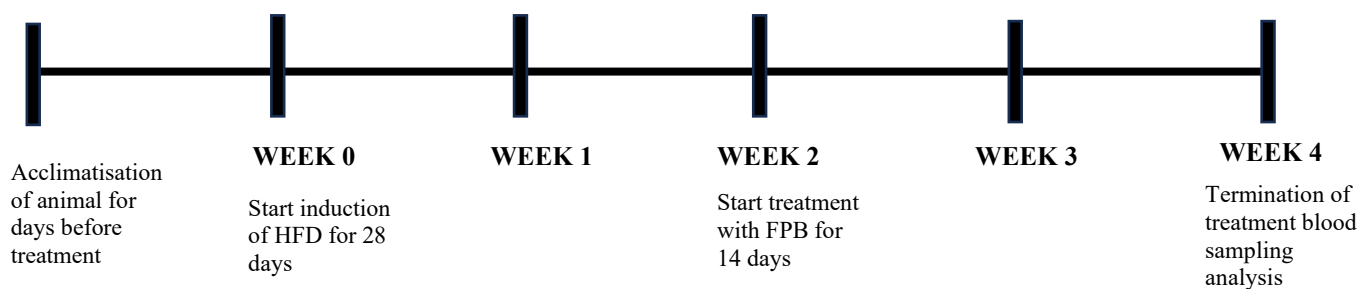 Acclimatisation
of animal for
days before
treatment
WEEK 0
Start induction
of HFD for 28
days
WEEK 1
WEEK 2
Start treatment
with FPB for
14 days
WEEK 3
WEEK 4
Termination of
treatment blood
sampling
analysis